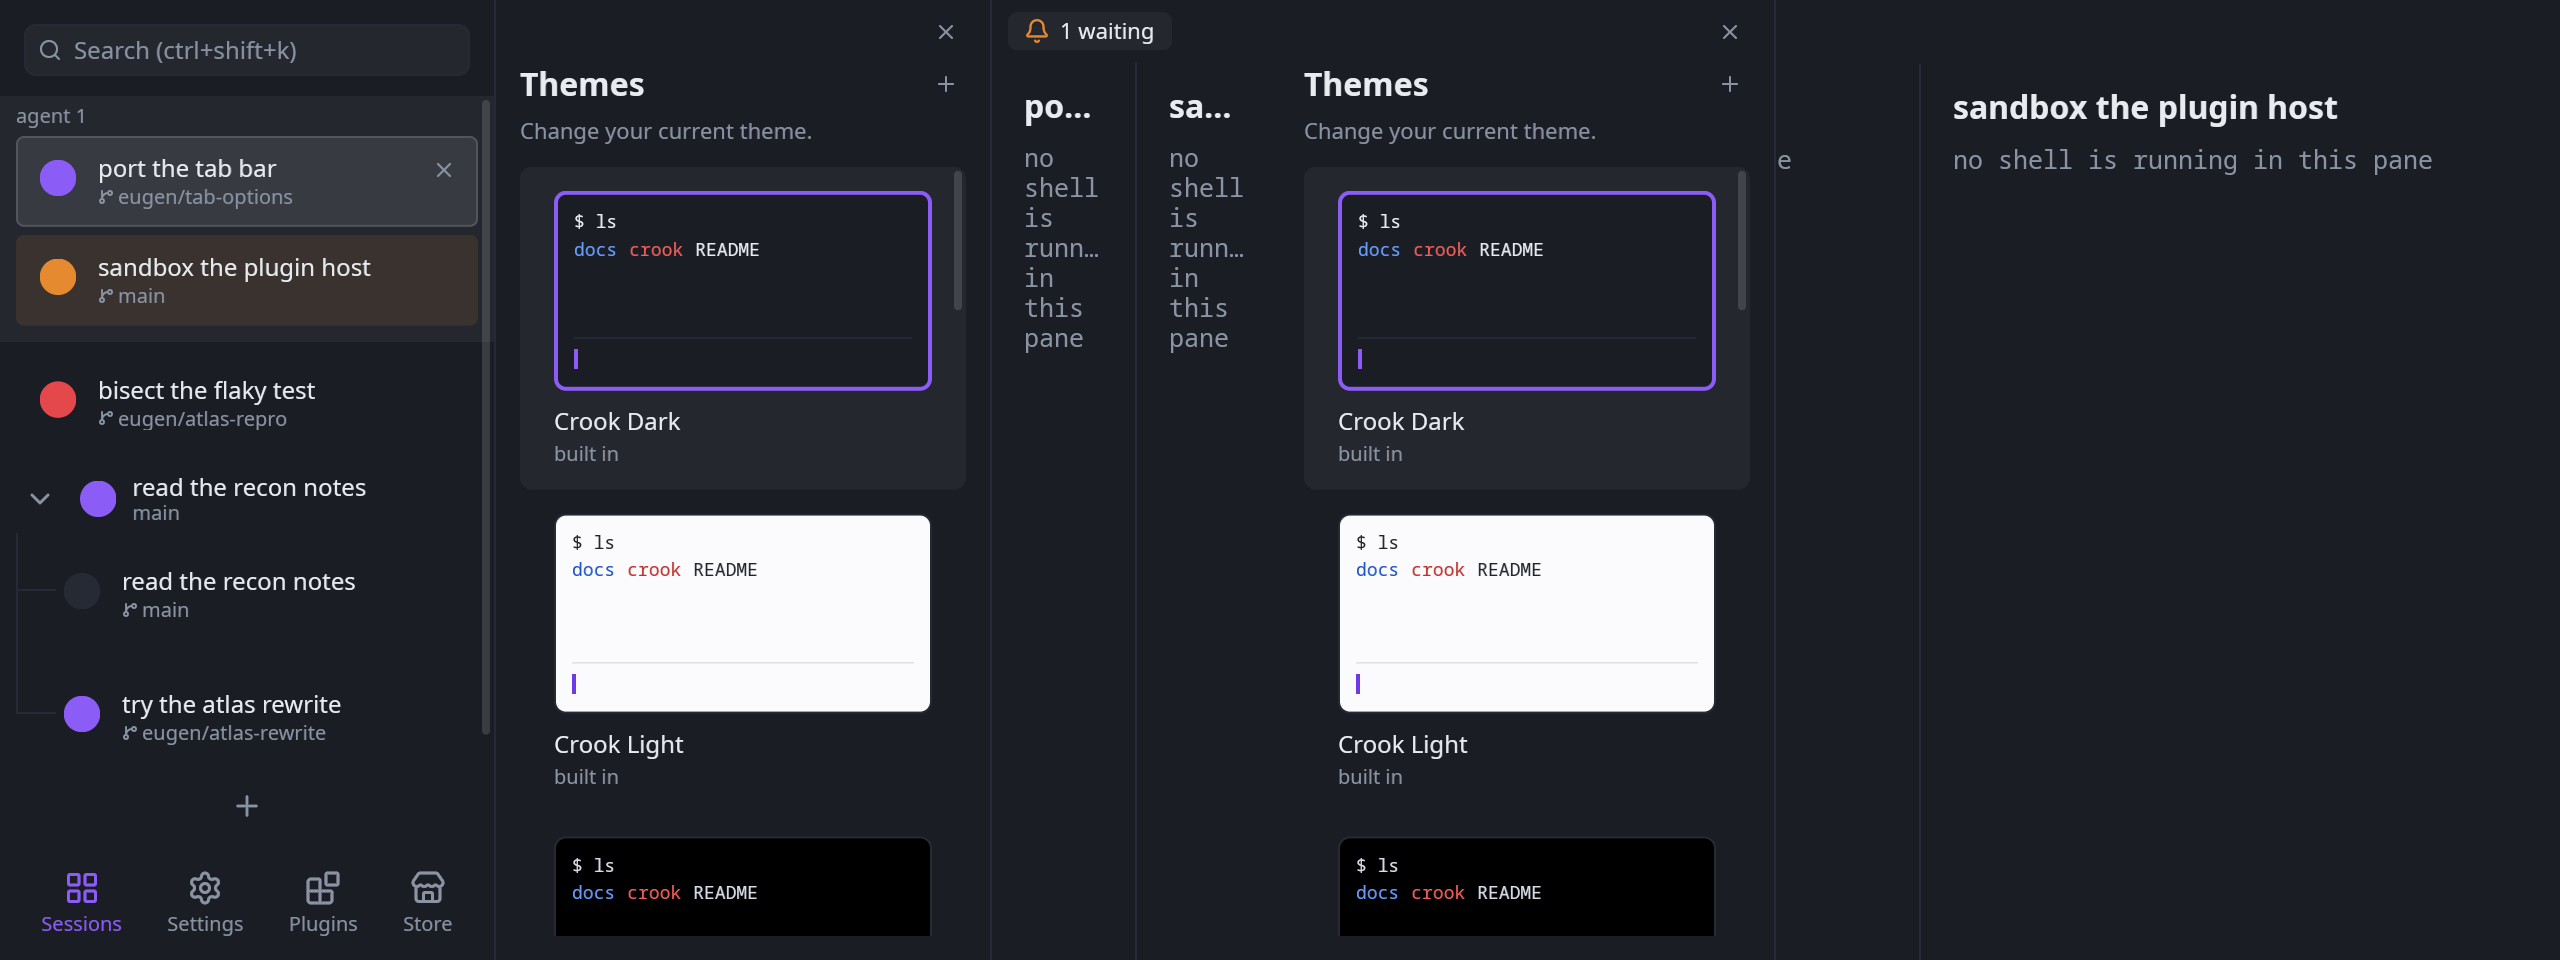 Search (ctrl+shift+k)
agent 1
port the tab bar
eugen/tab-options
sandbox the plugin host
main
bisect the flaky test
eugen/atlas-repro
read the recon notes
main
read the recon notes
main
try the atlas rewrite
eugen/atlas-rewrite
Sessions
Settings
Plugins
Store
Themes
Change your current theme.
$ ls
docs crook README
Crook Dark
built in
$ ls
docs crook README
Crook Light
built in
$ ls
docs crook README
1 waiting
po…
no
shell
is
runn…
in
this
pane
sa…
no
shell
is
runn…
in
this
pane
Themes
Change your current theme.
$ ls
docs crook README
Crook Dark
built in
$ ls
docs crook README
Crook Light
built in
$ ls
docs crook README
e
sandbox the plugin host
no shell is running in this pane